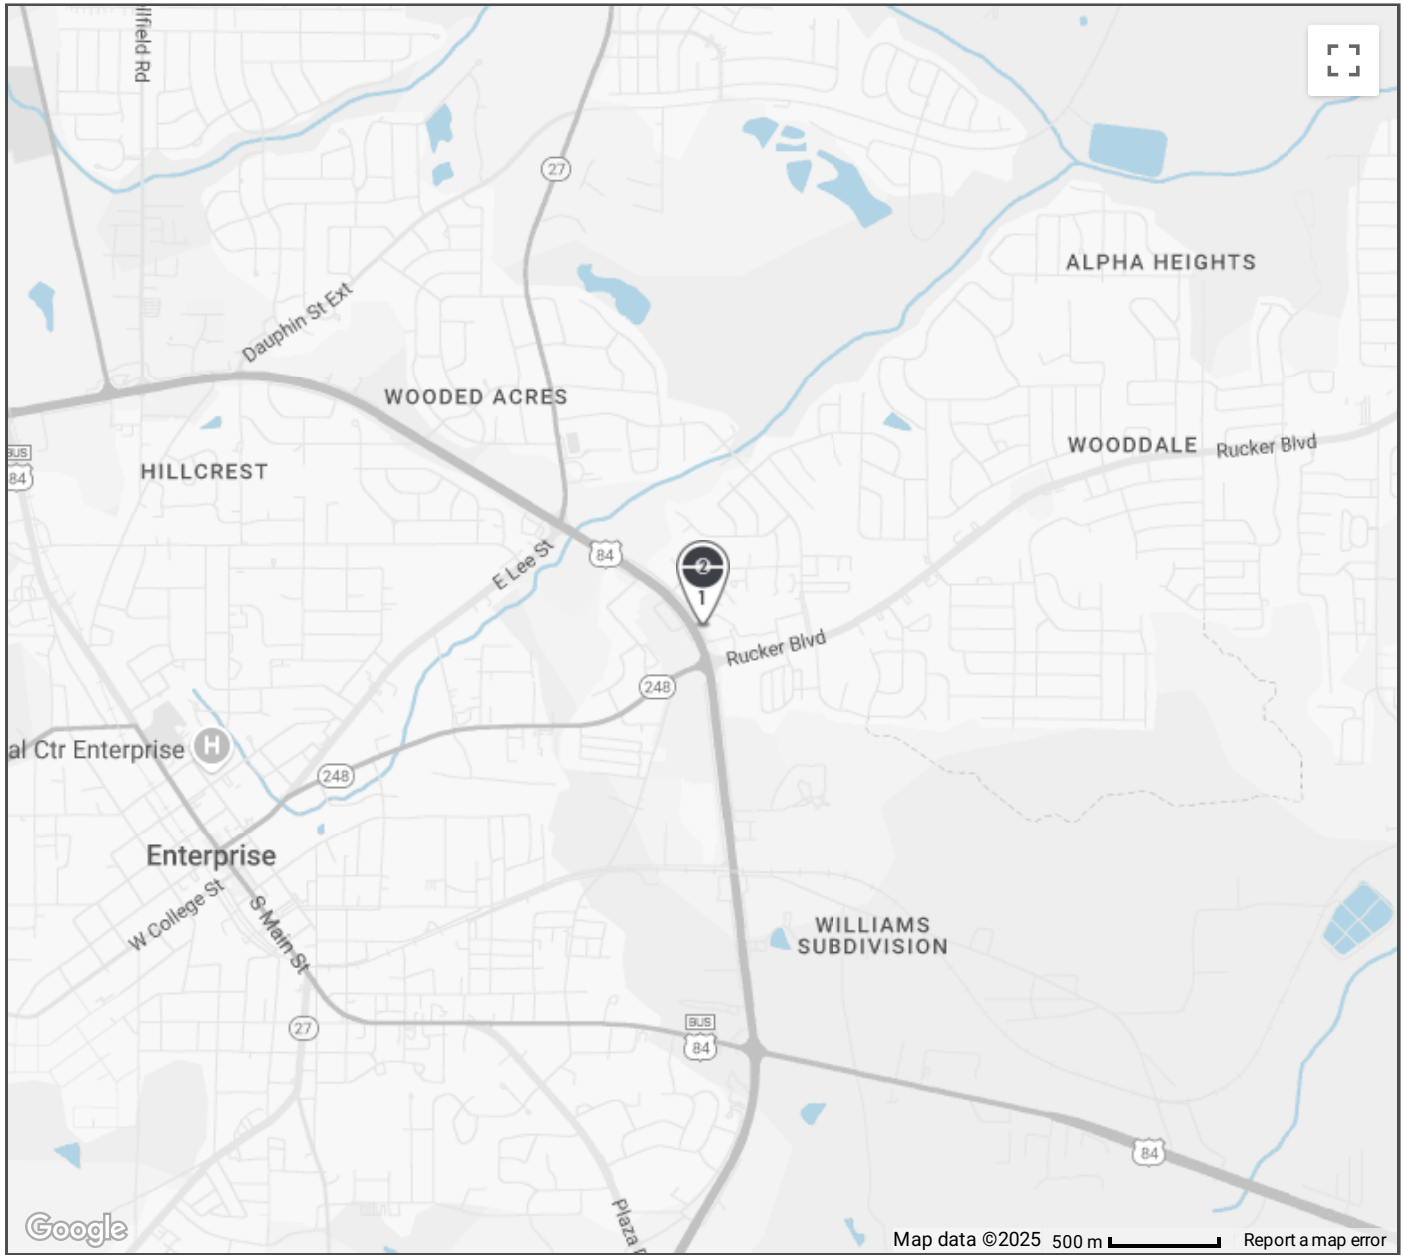 llfield Rd
27
ALPHA HEIGHTS
Dauphin St Ext
WOODED ACRES
WOODDALE
Rucker Blvd
HILLCREST
BUS
84
E Lee St
84
2
1
Rucker Blvd
248
al Ctr Enterprise
H
248
Enterprise
W College St
S Main St
WILLIAMS
SUBDIVISION
27
BUS
84
84
Plaza
Google
Map data ©2025
500 m
Report a map error